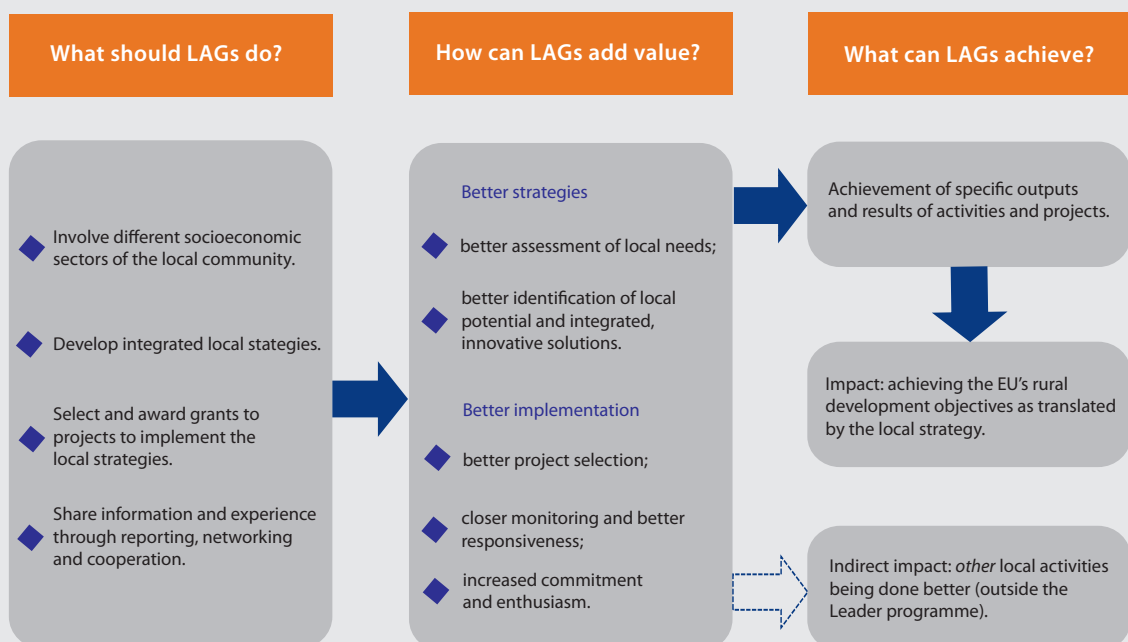 What should LAGs do?
How can LAGs add value?
What can LAGs achieve?
Involve different socioeconomic
sectors of the local community.
Develop integrated local stategies.
Select and award grants to
projects to implement the
local strategies.
Share information and experience
through reporting, networking
and cooperation.
Better strategies
better assessment of local needs;
better identification of local
potential and integrated,
innovative solutions.
Better implementation
better project selection;
closer monitoring and better
responsiveness;
increased commitment
and enthusiasm.
Achievement of specific outputs
and results of activities and projects.
Impact: achieving the EU's rural
development objectives as translated
by the local strategy.
Indirect impact: other local activities
being done better (outside the
Leader programme).